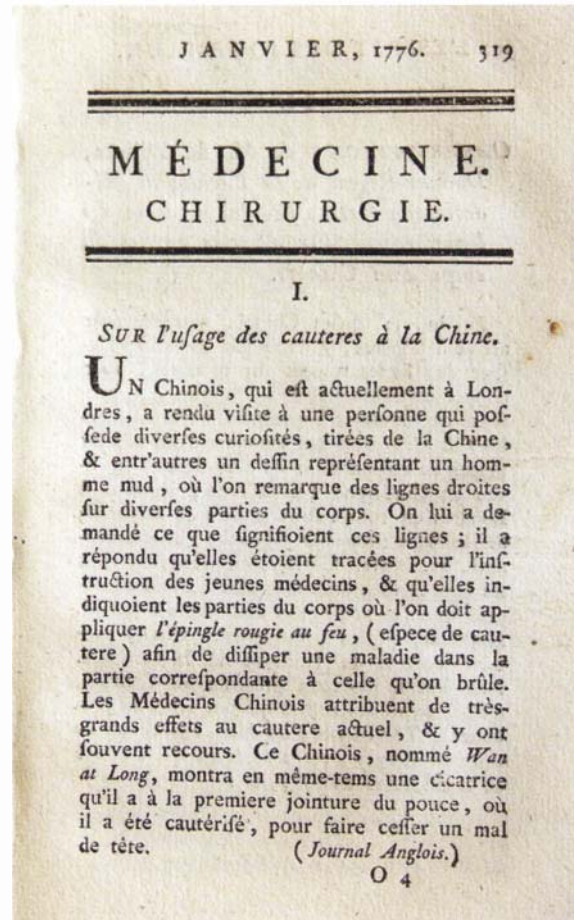 JANVIER, 1776. 319
MÉDECINE.
CHIRURGIE.
I.
SUR l'uſage des cauteres à la Chine.
UN Chinois, qui eſt actuellement à Lon-
dres, a rendu viſite à une perſonne qui poſ-
ſede diverſes curioſités, tirées de la Chine,
& entr'autres un deſſin repréſentant un hom-
me nud, où l'on remarque des lignes droites
ſur diverſes parties du corps. On lui a de-
mandé ce que ſignifioient ces lignes; il a
répondu qu'elles étoient tracées pour l'inſ-
truction des jeunes médecins, & qu'elles in-
diquoient les parties du corps où l'on doit ap-
pliquer l'épingle rougie au feu, (eſpece de cau-
tere) afin de diſſiper une maladie dans la
partie correſpondante à celle qu'on brûle.
Les Médecins Chinois attribuent de très-
grands effets au cautere actuel, & y ont
ſouvent recours. Ce Chinois, nommé Wan
at Long, montra en même-tems une cicatrice
qu'il a à la premiere jointure du pouce, où
il a été cautériſé, pour faire ceſſer un mal
de tête. (Journal Anglois.)
O 4